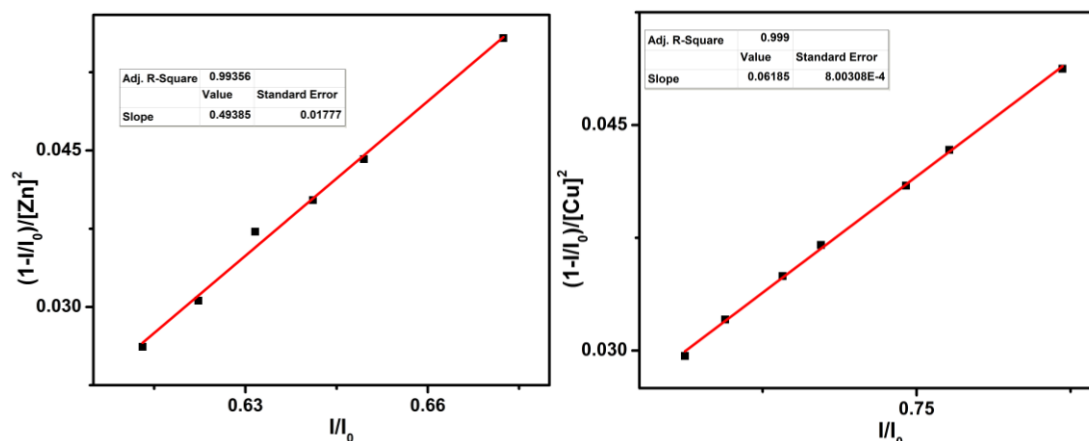 Adj. R-Square 0.99356
Value Standard Error
Slope 0.49385 0.01777
0.045
0.030
(1-I/I₀)/[Zn]²
0.63 0.66
I/I₀
Adj. R-Square 0.999
Value Standard Error
Slope 0.06185 8.00308E-4
0.045
0.030
(1-I/I₀)/[Cu]²
0.75
I/I₀